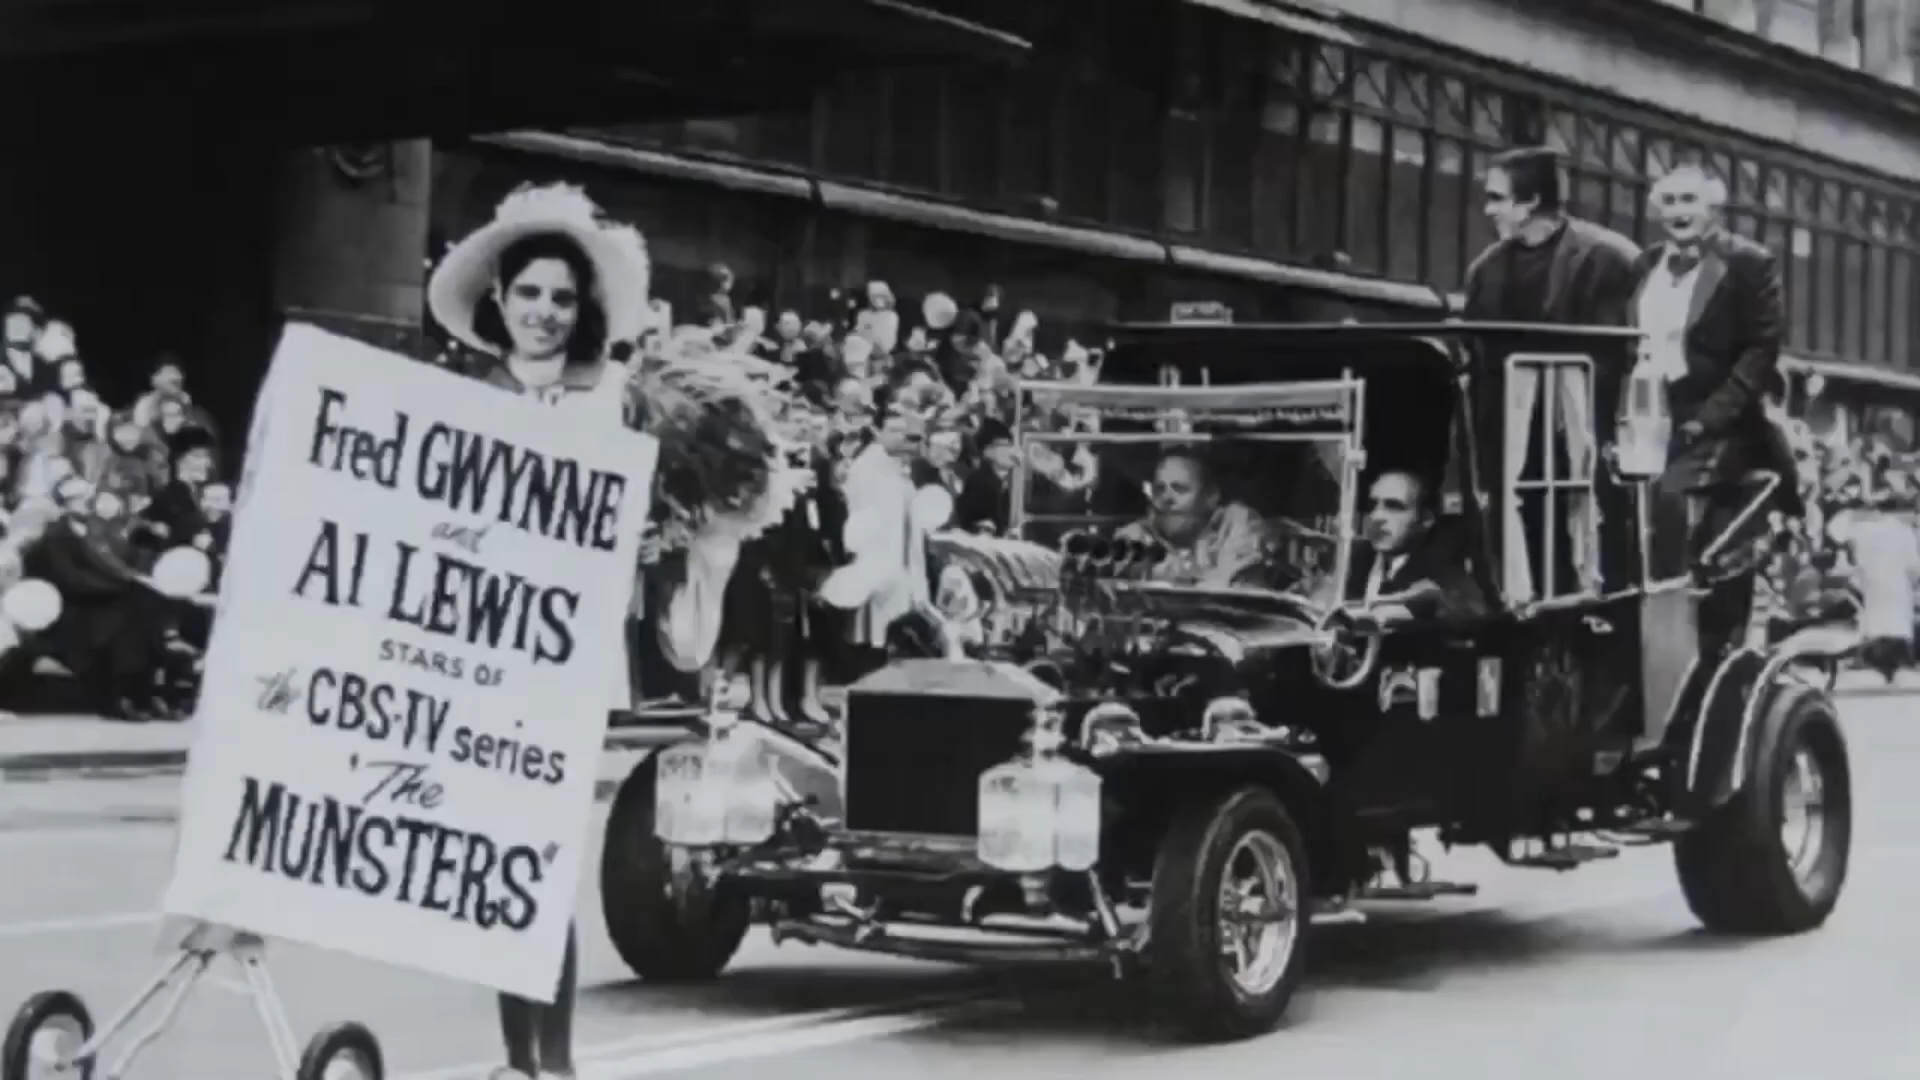 Fred GWYNNE
and
Al LEWIS
STARS OF
the CBS-TV series
'The
MUNSTERS'